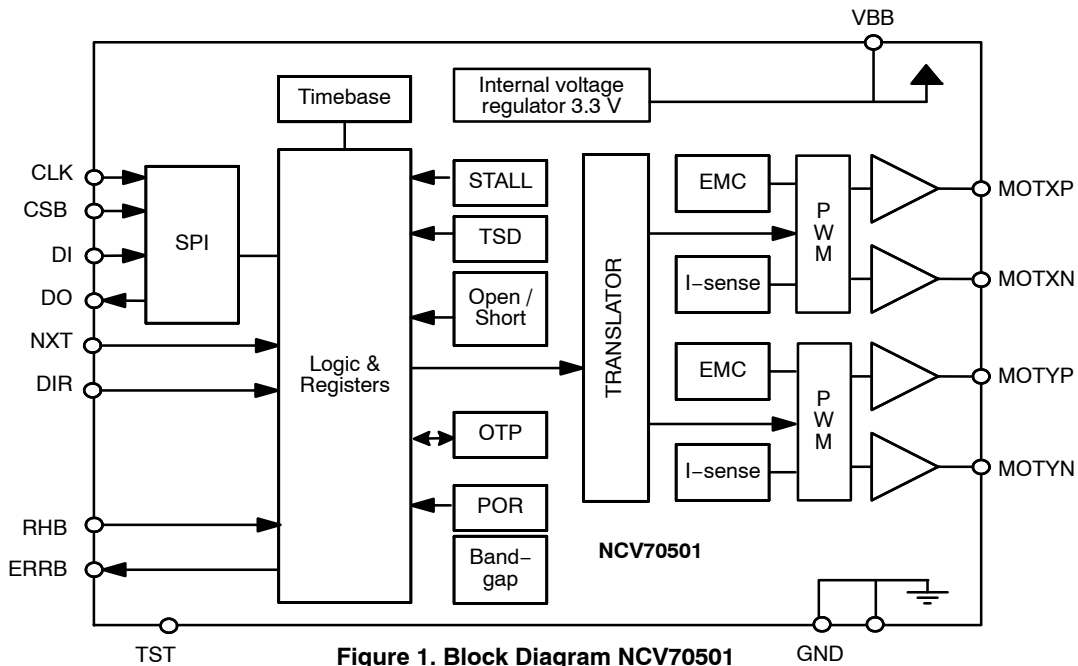 VBB
Timebase
Internal voltage
regulator 3.3 V
CLK
CSB
DI
DO
NXT
DIR
RHB
ERRB
SPI
Logic &
Registers
STALL
TSD
Open /
Short
OTP
POR
Band−
gap
TRANSLATOR
EMC
I−sense
P
W
M
EMC
I−sense
P
W
M
MOTXP
MOTXN
MOTYP
MOTYN
NCV70501
TST
GND
Figure 1. Block Diagram NCV70501